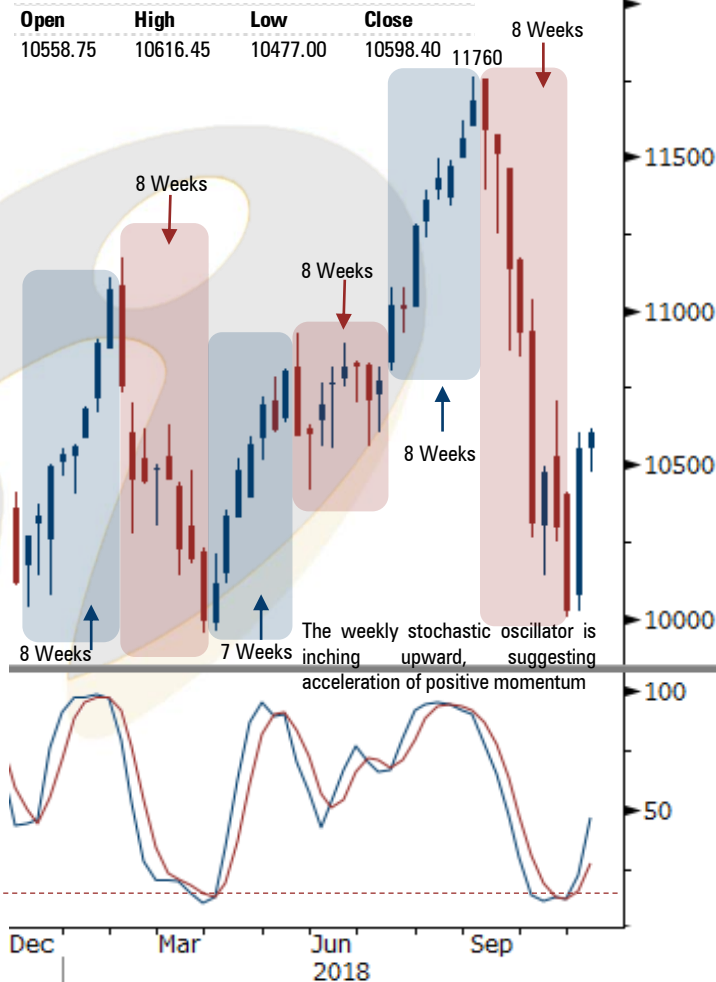 Open High Low Close
10558.75 10616.45 10477.00 10598.40
8 Weeks
11760
11500
8 Weeks
8 Weeks
11000
8 Weeks
10500
10000
8 Weeks
7 Weeks
The weekly stochastic oscillator is
inching upward, suggesting
acceleration of positive momentum
100
50
Dec Mar Jun Sep
2018